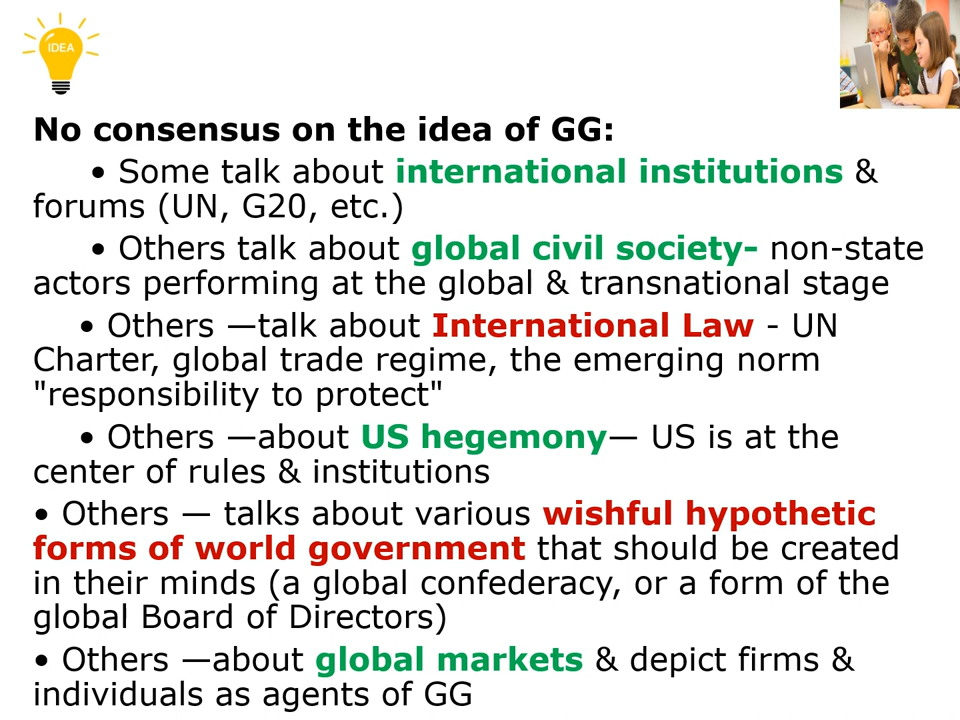 IDEA
No consensus on the idea of GG:
• Some talk about international institutions &
forums (UN, G20, etc.)
• Others talk about global civil society- non-state
actors performing at the global & transnational stage
• Others —talk about International Law - UN
Charter, global trade regime, the emerging norm
"responsibility to protect"
• Others —about US hegemony— US is at the
center of rules & institutions
• Others — talks about various wishful hypothetic
forms of world government that should be created
in their minds (a global confederacy, or a form of the
global Board of Directors)
• Others —about global markets & depict firms &
individuals as agents of GG